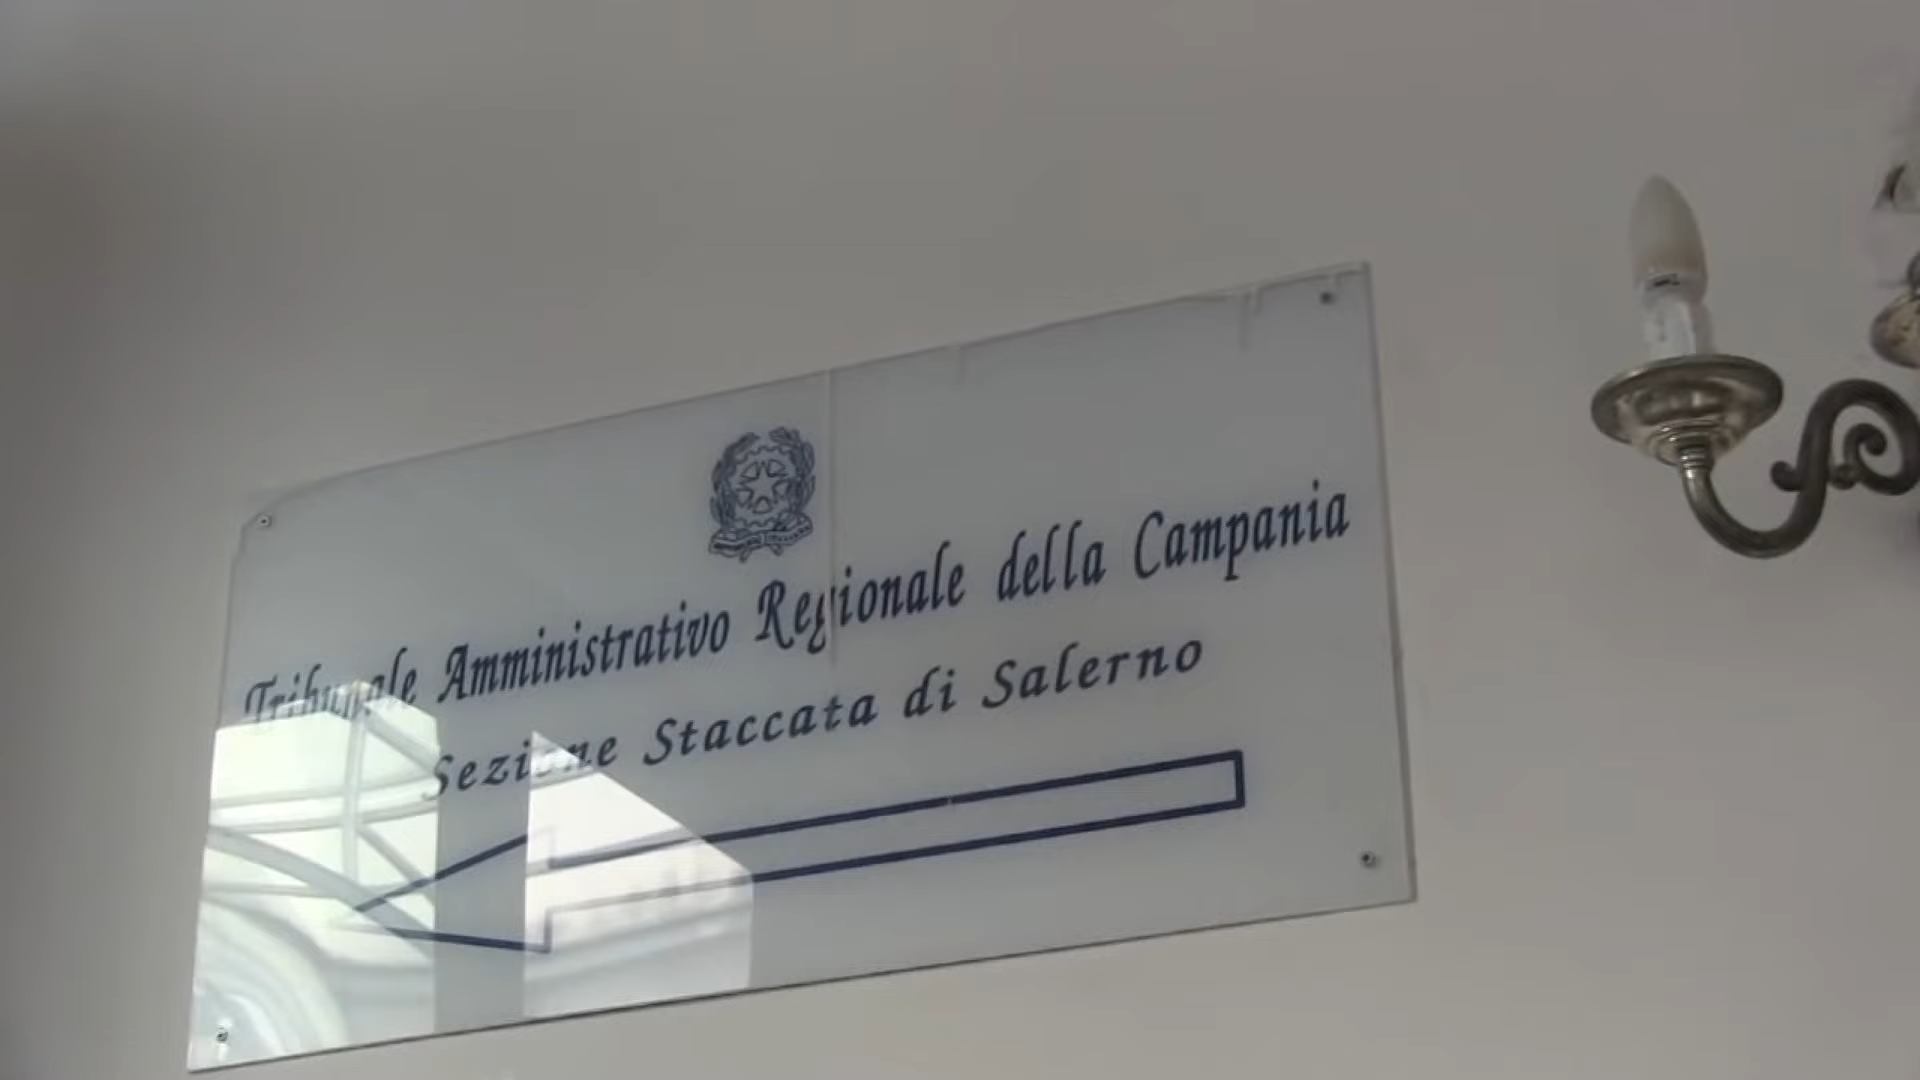 Tribunale Amministrativo Regionale della Campania
Sezione Staccata di Salerno